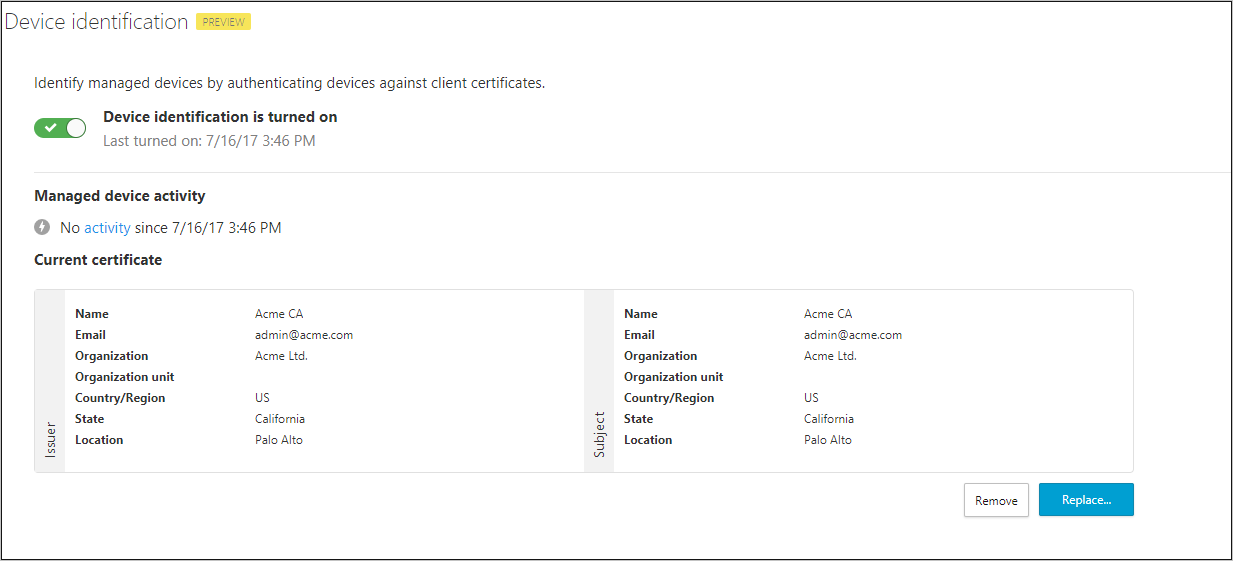 Device identification PREVIEW
Identify managed devices by authenticating devices against client certificates.
Device identification is turned on
Last turned on: 7/16/17 3:46 PM
Managed device activity
No activity since 7/16/17 3:46 PM
Current certificate
Issuer
Name Acme CA
Email admin@acme.com
Organization Acme Ltd.
Organization unit
Country/Region US
State California
Location Palo Alto
Subject
Name Acme CA
Email admin@acme.com
Organization Acme Ltd.
Organization unit
Country/Region US
State California
Location Palo Alto
Remove Replace...